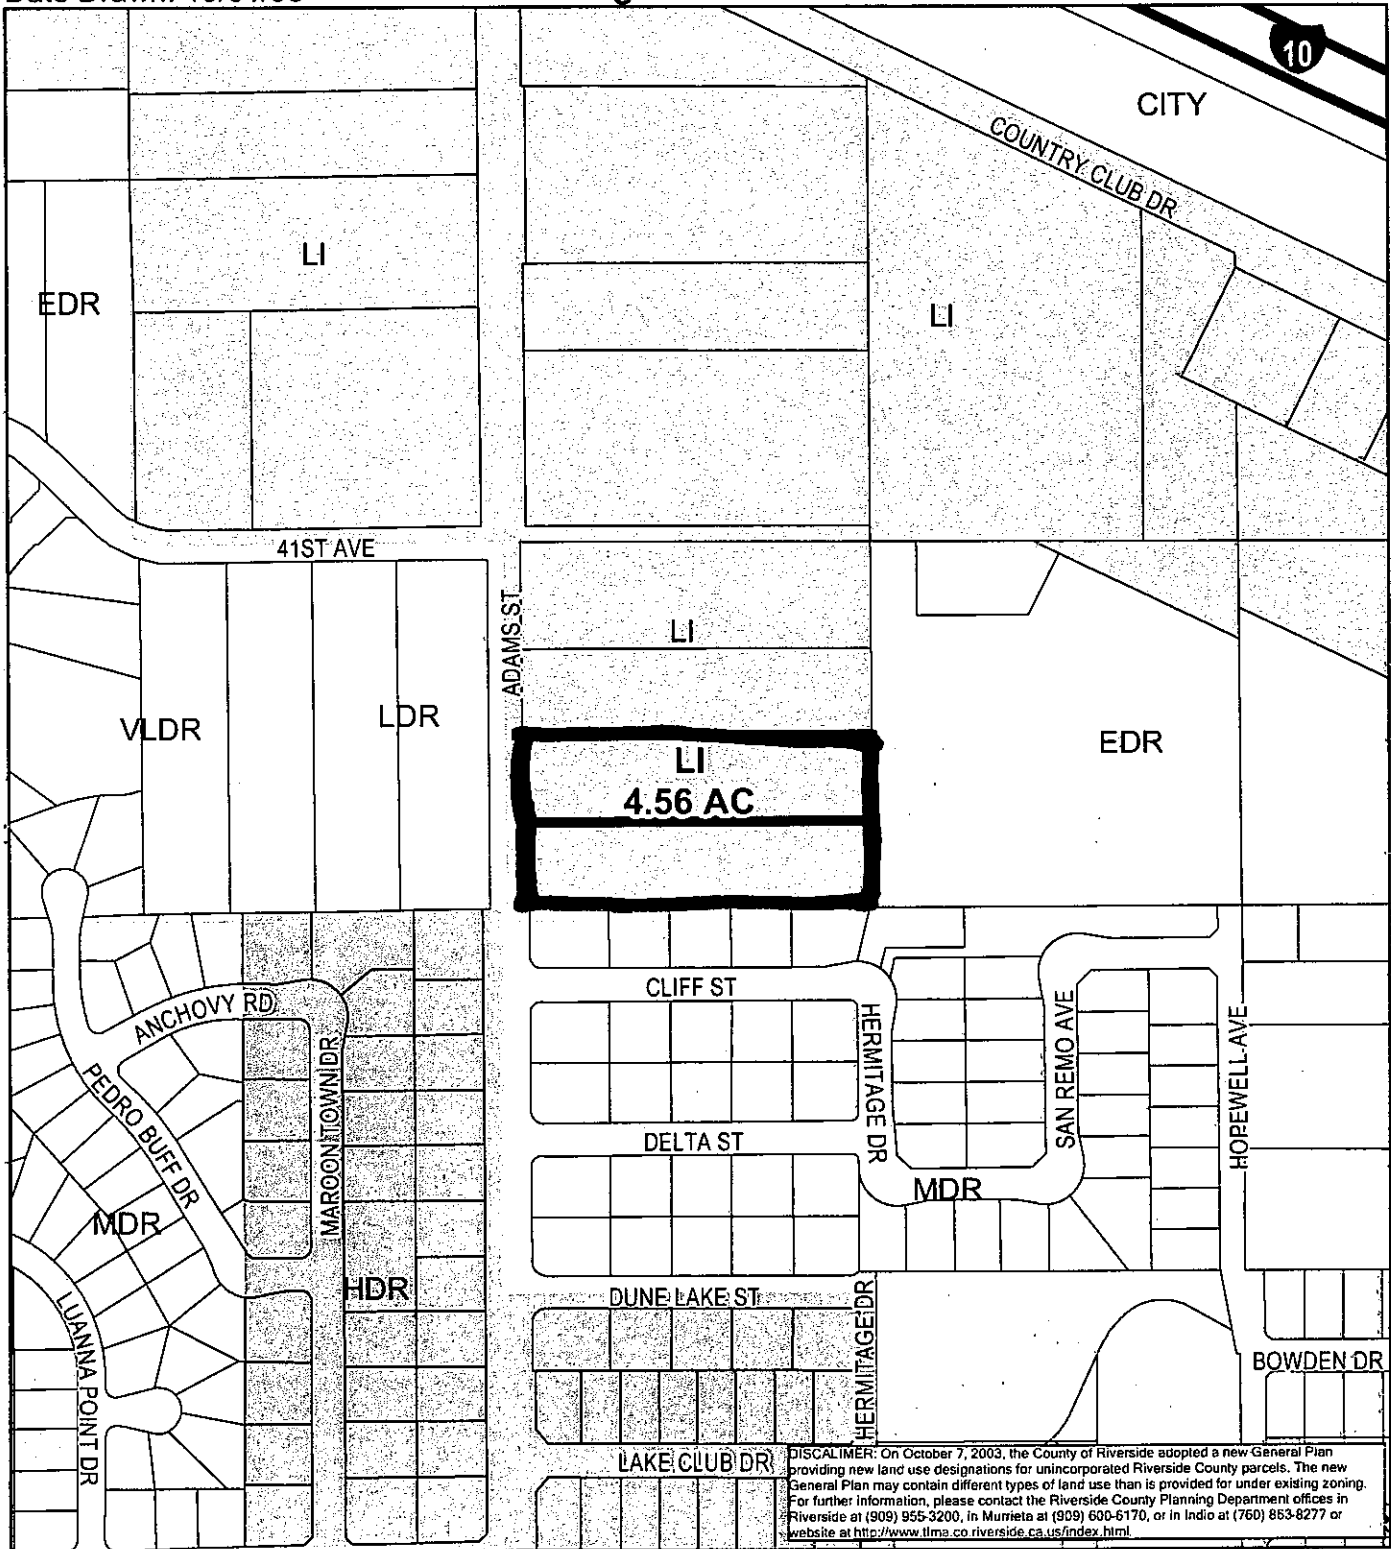 10
CITY
COUNTRY CLUB DR
LI
EDR
LI
41ST AVE
ADAMS ST
LI
VLDR
LDR
EDR
LI
4.56 AC
CLIFF ST
ANCHOVY RD
HERMITAGE DR
SAN REMO AVE
HOPEWELL AVE
MAROON TOWN DR
PEDRO BUFF DR
DELTA ST
MDR
MDR
HDR
DUNE LAKE ST
LUANNA POINT DR
HERMITAGE DR
BOWDEN DR
LAKE CLUB DR
DISCALIMER: On October 7, 2003, the County of Riverside adopted a new General Plan
providing new land use designations for unincorporated Riverside County parcels. The new
General Plan may contain different types of land use than is provided for under existing zoning.
For further information, please contact the Riverside County Planning Department offices in
Riverside at (909) 955-3200, in Murrieta at (909) 600-6170, or in Indio at (760) 863-8277 or
website at http://www.tlma.co.riverside.ca.us/index.html